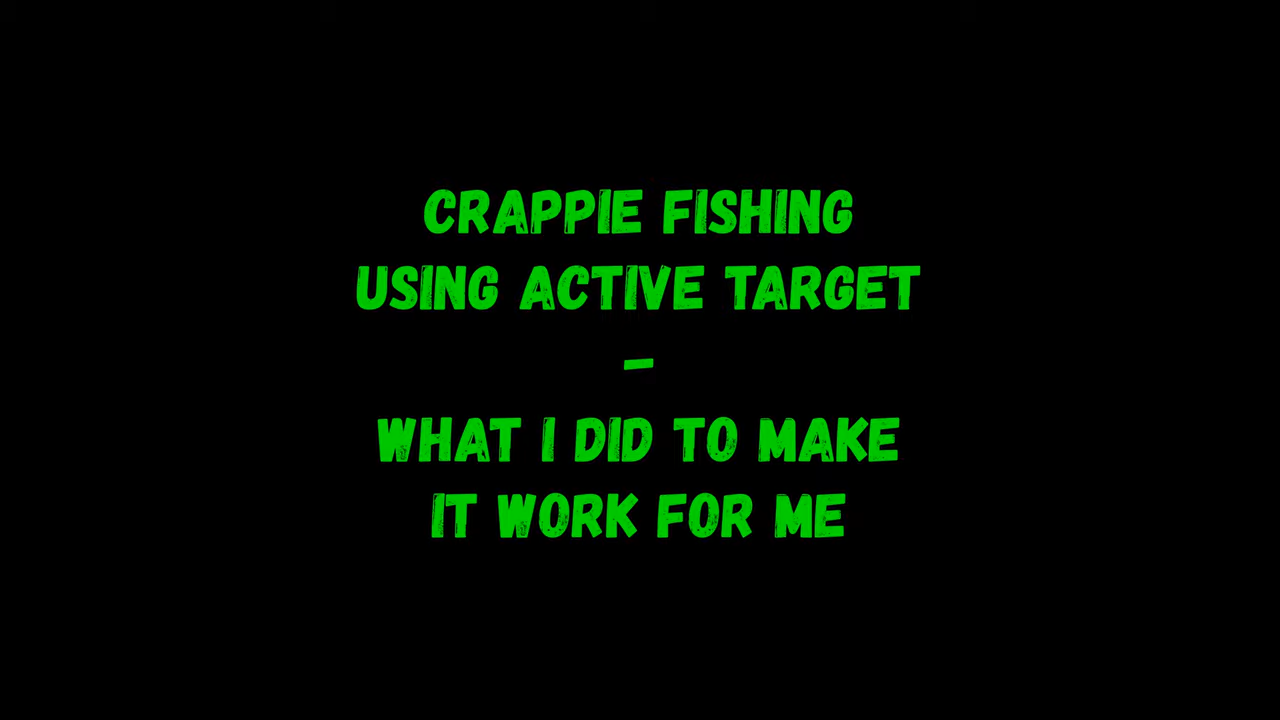 CRAPPIE FISHING
USING ACTIVE TARGET
-
WHAT I DID TO MAKE
IT WORK FOR ME